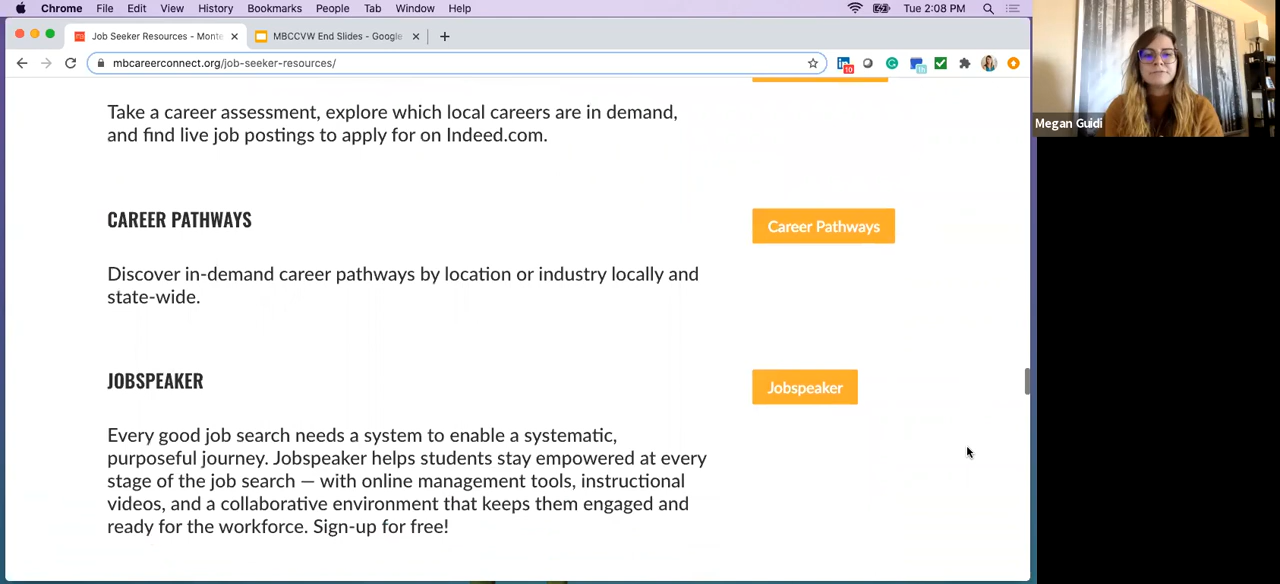 Chrome File Edit View History Bookmarks People Tab Window Help Tue 2:08 PM
Job Seeker Resources - Monte MBCCVW End Slides - Google
mbcareerconnect.org/job-seeker-resources/
10
Megan Guidi
Take a career assessment, explore which local careers are in demand,
and find live job postings to apply for on Indeed.com.
CAREER PATHWAYS
Career Pathways
Discover in-demand career pathways by location or industry locally and
state-wide.
JOBSPEAKER
Jobspeaker
Every good job search needs a system to enable a systematic,
purposeful journey. Jobspeaker helps students stay empowered at every
stage of the job search — with online management tools, instructional
videos, and a collaborative environment that keeps them engaged and
ready for the workforce. Sign-up for free!